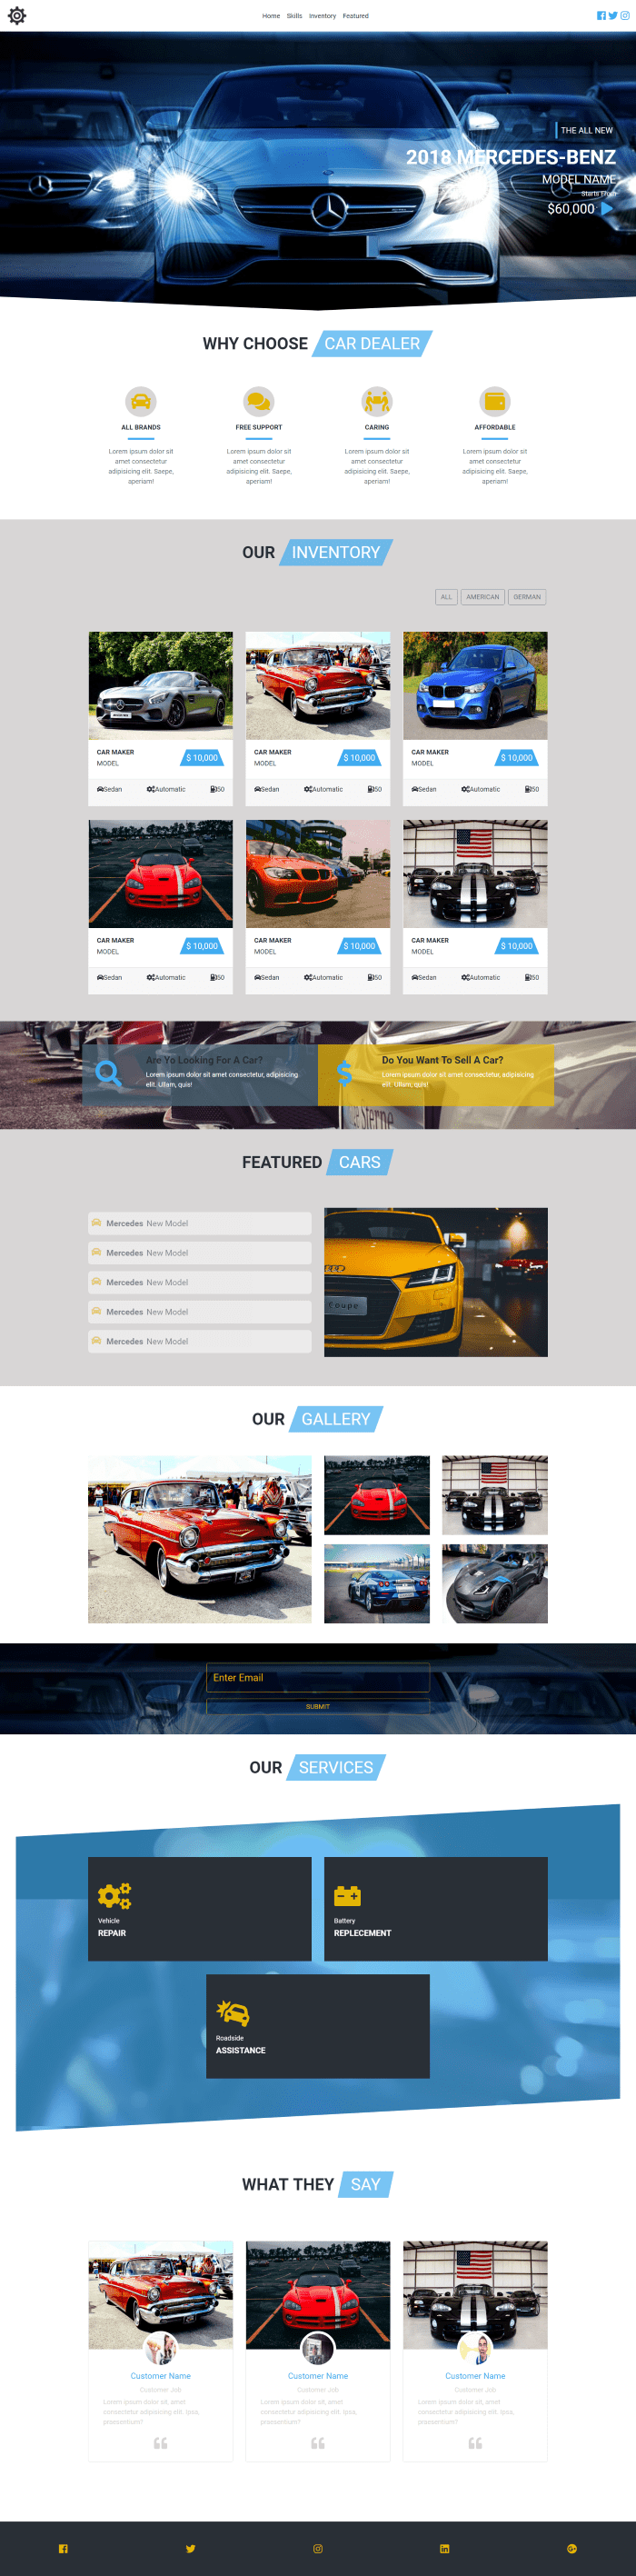 Home Skills Inventory Featured
THE ALL NEW
2018 MERCEDES-BENZ
MODEL NAME
Starts From
$60,000
WHY CHOOSE CAR DEALER
ALL BRANDS
Lorem ipsum dolor sit
amet consectetur
adipisicing elit. Saepe,
aperiam!
FREE SUPPORT
Lorem ipsum dolor sit
amet consectetur
adipisicing elit. Saepe,
aperiam!
CARING
Lorem ipsum dolor sit
amet consectetur
adipisicing elit. Saepe,
aperiam!
AFFORDABLE
Lorem ipsum dolor sit
amet consectetur
adipisicing elit. Saepe,
aperiam!
OUR INVENTORY
ALL AMERICAN GERMAN
CAR MAKER
MODEL
$ 10,000
Sedan Automatic 50
CAR MAKER
MODEL
$ 10,000
Sedan Automatic 50
CAR MAKER
MODEL
$ 10,000
Sedan Automatic 50
CAR MAKER
MODEL
$ 10,000
Sedan Automatic 50
CAR MAKER
MODEL
$ 10,000
Sedan Automatic 50
CAR MAKER
MODEL
$ 10,000
Sedan Automatic 50
Are Yo Looking For A Car?
Lorem ipsum dolor sit amet consectetur, adipisicing
elit. Ullam, quis!
Do You Want To Sell A Car?
Lorem ipsum dolor sit amet consectetur, adipisicing
elit. Ullam, quis!
Sterne
FEATURED CARS
Mercedes New Model
Mercedes New Model
Mercedes New Model
Mercedes New Model
Mercedes New Model
Coupe
OUR GALLERY
Enter Email
SUBMIT
OUR SERVICES
Vehicle
REPAIR
Battery
REPLECEMENT
Roadside
ASSISTANCE
WHAT THEY SAY
Customer Name
Customer Job
Lorem ipsum dolor sit, amet
consectetur adipisicing elit. Ipsa,
praesentium?
Customer Name
Customer Job
Lorem ipsum dolor sit, amet
consectetur adipisicing elit. Ipsa,
praesentium?
Customer Name
Customer Job
Lorem ipsum dolor sit, amet
consectetur adipisicing elit. Ipsa,
praesentium?